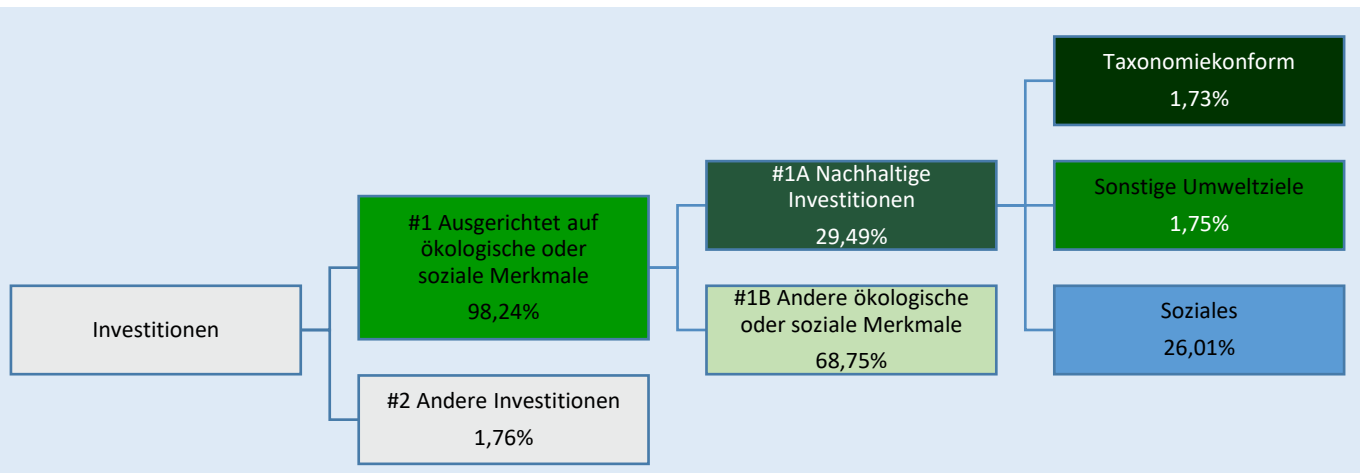 Investitionen
#1 Ausgerichtet auf
ökologische oder
soziale Merkmale
98,24%
#2 Andere Investitionen
1,76%
#1A Nachhaltige
Investitionen
29,49%
#1B Andere ökologische
oder soziale Merkmale
68,75%
Taxonomiekonform
1,73%
Sonstige Umweltziele
1,75%
Soziales
26,01%